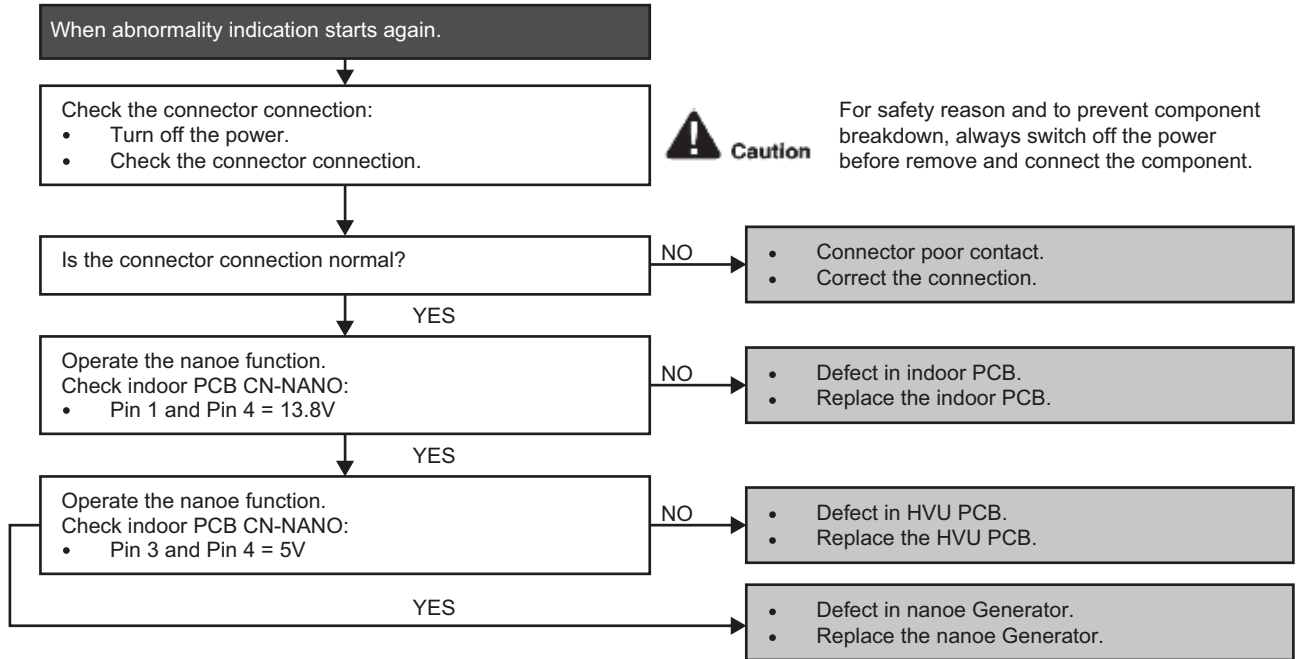 When abnormality indication starts again.
Check the connector connection:
• Turn off the power.
• Check the connector connection.
Caution
For safety reason and to prevent component
breakdown, always switch off the power
before remove and connect the component.
Is the connector connection normal?
NO
• Connector poor contact.
• Correct the connection.
YES
Operate the nanoe function.
Check indoor PCB CN-NANO:
• Pin 1 and Pin 4 = 13.8V
NO
• Defect in indoor PCB.
• Replace the indoor PCB.
YES
Operate the nanoe function.
Check indoor PCB CN-NANO:
• Pin 3 and Pin 4 = 5V
NO
• Defect in HVU PCB.
• Replace the HVU PCB.
YES
• Defect in nanoe Generator.
• Replace the nanoe Generator.